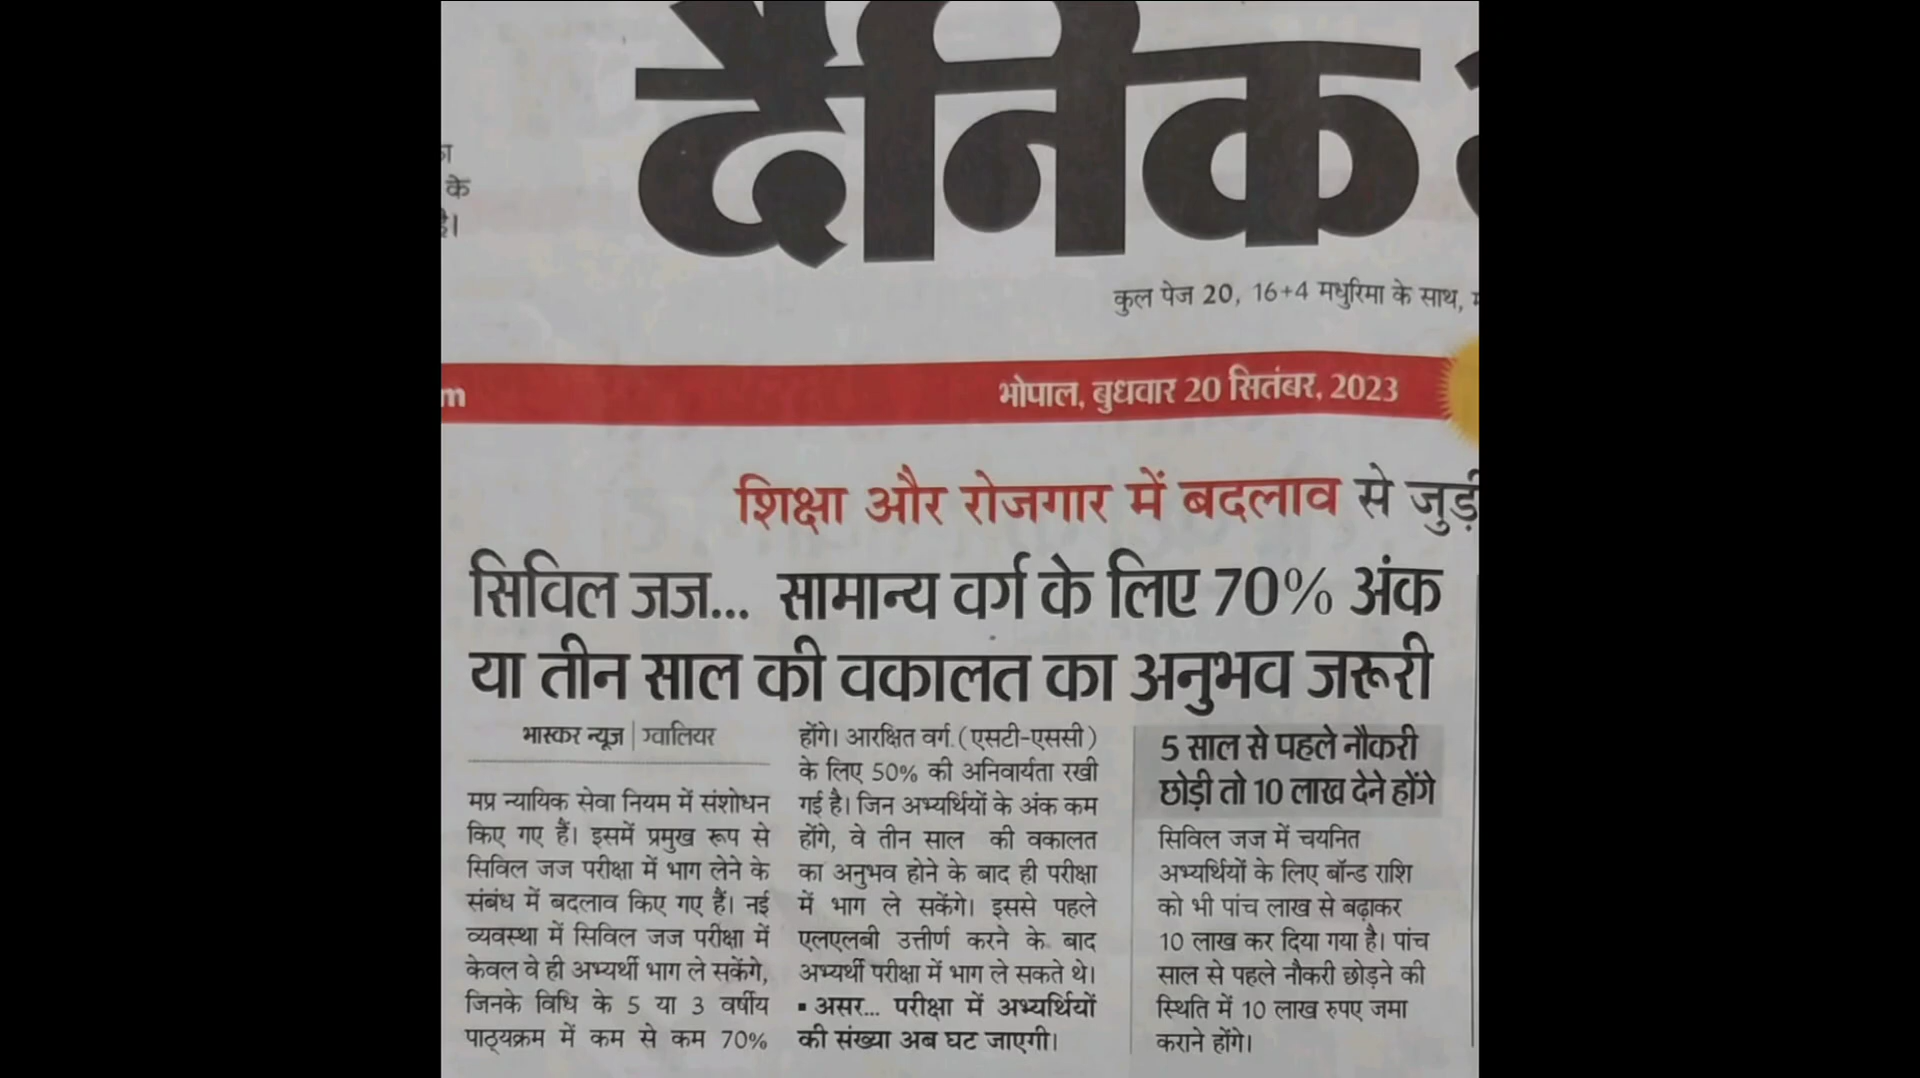 दैनिक
के
कुल पेज 20, 16+4 मधुरिमा के साथ,
m
भोपाल, बुधवार 20 सितंबर, 2023
शिक्षा और रोजगार में बदलाव से जुड़ी
सिविल जज... सामान्य वर्ग के लिए 70% अंक
या तीन साल की वकालत का अनुभव जरूरी
भास्कर न्यूज | ग्वालियर
मप्र न्यायिक सेवा नियम में संशोधन
किए गए हैं। इसमें प्रमुख रूप से
सिविल जज परीक्षा में भाग लेने के
संबंध में बदलाव किए गए हैं। नई
व्यवस्था में सिविल जज परीक्षा में
केवल वे ही अभ्यर्थी भाग ले सकेंगे,
जिनके विधि के 5 या 3 वर्षीय
पाठ्यक्रम में कम से कम 70%
होंगे। आरक्षित वर्ग (एसटी-एससी)
के लिए 50% की अनिवार्यता रखी
गई है। जिन अभ्यर्थियों के अंक कम
होंगे, वे तीन साल की वकालत
का अनुभव होने के बाद ही परीक्षा
में भाग ले सकेंगे। इससे पहले
एलएलबी उत्तीर्ण करने के बाद
अभ्यर्थी परीक्षा में भाग ले सकते थे।
▪ असर... परीक्षा में अभ्यर्थियों
की संख्या अब घट जाएगी।
5 साल से पहले नौकरी
छोड़ी तो 10 लाख देने होंगे
सिविल जज में चयनित
अभ्यर्थियों के लिए बॉन्ड राशि
को भी पांच लाख से बढ़ाकर
10 लाख कर दिया गया है। पांच
साल से पहले नौकरी छोड़ने की
स्थिति में 10 लाख रुपए जमा
कराने होंगे।